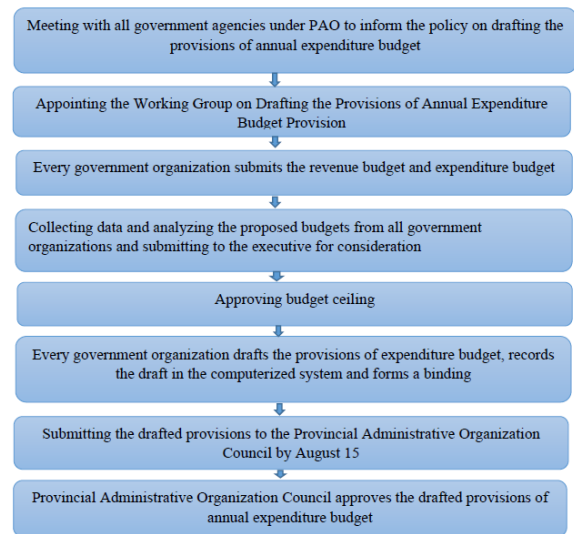 Meeting with all government agencies under PAO to inform the policy on drafting the
provisions of annual expenditure budget
Appointing the Working Group on Drafting the Provisions of Annual Expenditure
Budget Provision
Every government organization submits the revenue budget and expenditure budget
Collecting data and analyzing the proposed budgets from all government
organizations and submitting to the executive for consideration
Approving budget ceiling
Every government organization drafts the provisions of expenditure budget, records
the draft in the computerized system and forms a binding
Submitting the drafted provisions to the Provincial Administrative Organization
Council by August 15
Provincial Administrative Organization Council approves the drafted provisions of
annual expenditure budget